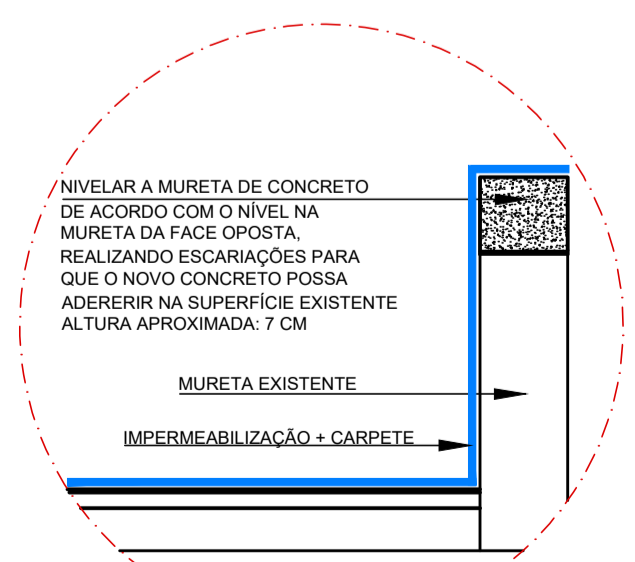 NIVELAR A MURETA DE CONCRETO
DE ACORDO COM O NÍVEL NA
MURETA DA FACE OPOSTA,
REALIZANDO ESCARIAÇÕES PARA
QUE O NOVO CONCRETO POSSA
ADERERIR NA SUPERFÍCIE EXISTENTE
ALTURA APROXIMADA: 7 CM
MURETA EXISTENTE
IMPERMEABILIZAÇÃO + CARPETE